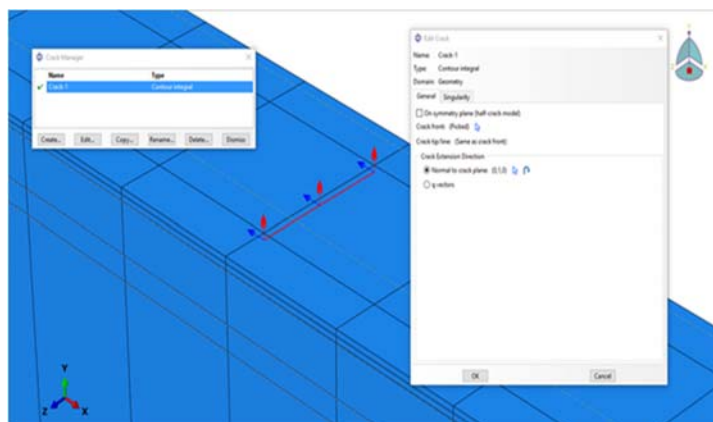 Crack Manager
Name Type
Crack-1 Contour integral
Create... Edit... Copy... Rename... Delete... Dismiss
Edit Crack
Name: Crack-1
Type: Contour integral
Domain: Geometry
General Singularity
On symmetry plane (half-crack model)
Crack front: (Picked)
Crack-tip line: (Same as crack front)
Crack Extension Direction
Normal to crack plane: (0,1,0)
q vectors
OK Cancel
Y
Z X